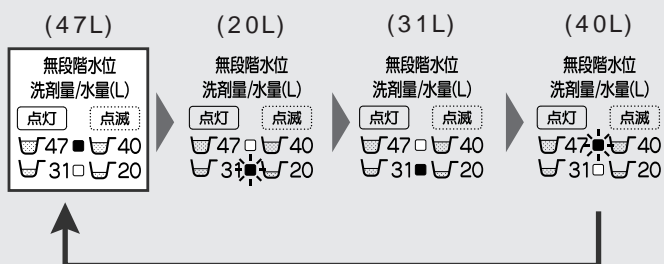 (47L)
無段階水位
洗剤量/水量(L)
点灯 点滅
47 40
31 20
(20L)
無段階水位
洗剤量/水量(L)
点灯 点滅
47 40
31 20
(31L)
無段階水位
洗剤量/水量(L)
点灯 点滅
47 40
31 20
(40L)
無段階水位
洗剤量/水量(L)
点灯 点滅
47 40
31 20